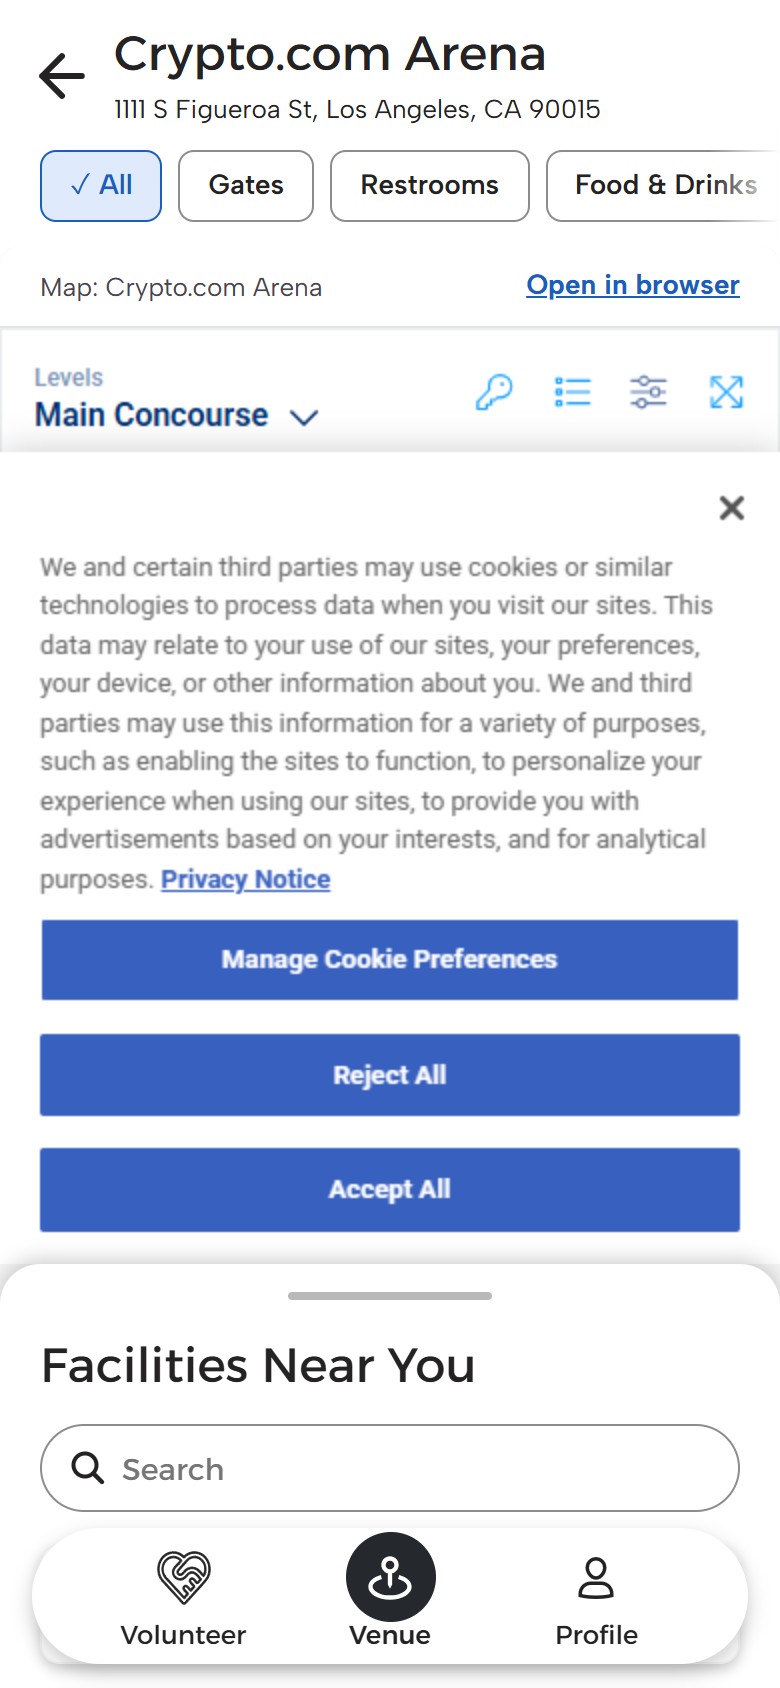 Crypto.com Arena
1111 S Figueroa St, Los Angeles, CA 90015
✓ All
Gates
Restrooms
Food & Drinks
Map: Crypto.com Arena
Open in browser
Levels
Main Concourse
We and certain third parties may use cookies or similar
technologies to process data when you visit our sites. This
data may relate to your use of our sites, your preferences,
your device, or other information about you. We and third
parties may use this information for a variety of purposes,
such as enabling the sites to function, to personalize your
experience when using our sites, to provide you with
advertisements based on your interests, and for analytical
purposes. Privacy Notice
Manage Cookie Preferences
Reject All
Accept All
Facilities Near You
Search
Volunteer
Venue
Profile